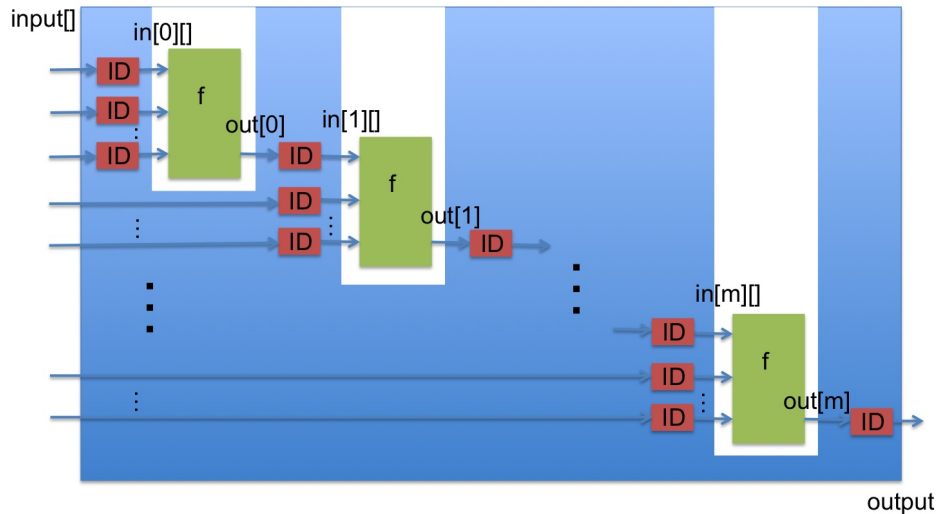 input[]
in[0][]
ID
f
ID
out[0]
in[1][]
ID
ID
f
ID
out[1]
ID
ID
in[m][]
ID
f
ID
out[m]
ID
ID
output